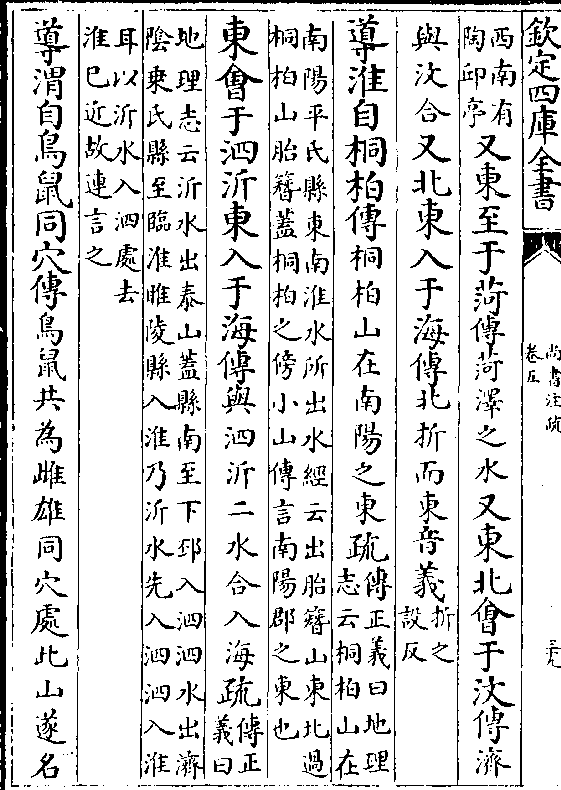 欽定四庫全書
尚書注疏
卷五
三九
西南有
陶邱亭
又東至于菏傳菏澤之水又東北㑹于汶傳濟
與汶合又北東入于海傳北折而東音義
折之
設反
導淮自桐柏傳桐柏山在南陽之東疏
傳正義曰地理
志云桐柏山在
南陽平氏縣東南淮水所出水經云出胎簪山東北過
桐柏山胎簪蓋桐柏之傍小山傳言南陽郡之東也
東㑹于泗沂東入于海傳與泗沂二水合入海疏
傳正
義曰
地理志云沂水出泰山蓋縣南至下邳入泗泗水出濟
陰乗氏縣至臨淮睢陵縣入淮乃沂水先入泗泗入淮
耳以沂水入泗處去
淮已近故連言之
導渭自鳥鼠同穴傳鳥鼠共為雌雄同穴處此山遂名